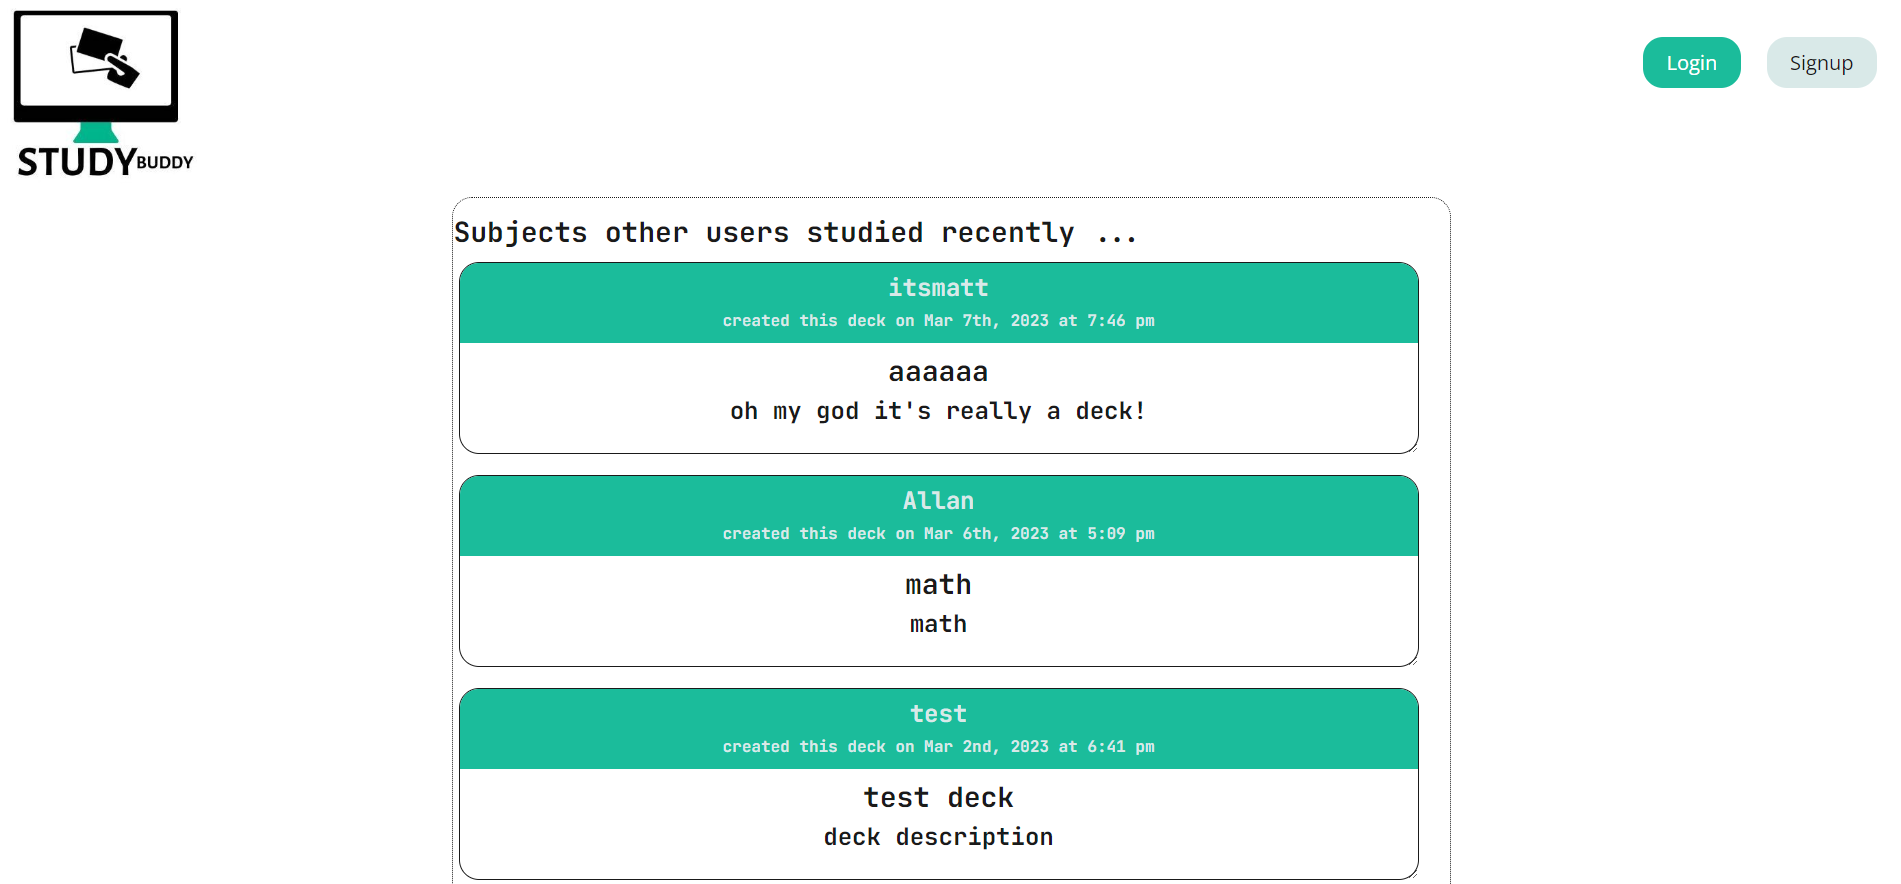 STUDY BUDDY
Login
Signup
Subjects other users studied recently ...
itsmatt
created this deck on Mar 7th, 2023 at 7:46 pm
aaaaaa
oh my god it's really a deck!
Allan
created this deck on Mar 6th, 2023 at 5:09 pm
math
math
test
created this deck on Mar 2nd, 2023 at 6:41 pm
test deck
deck description